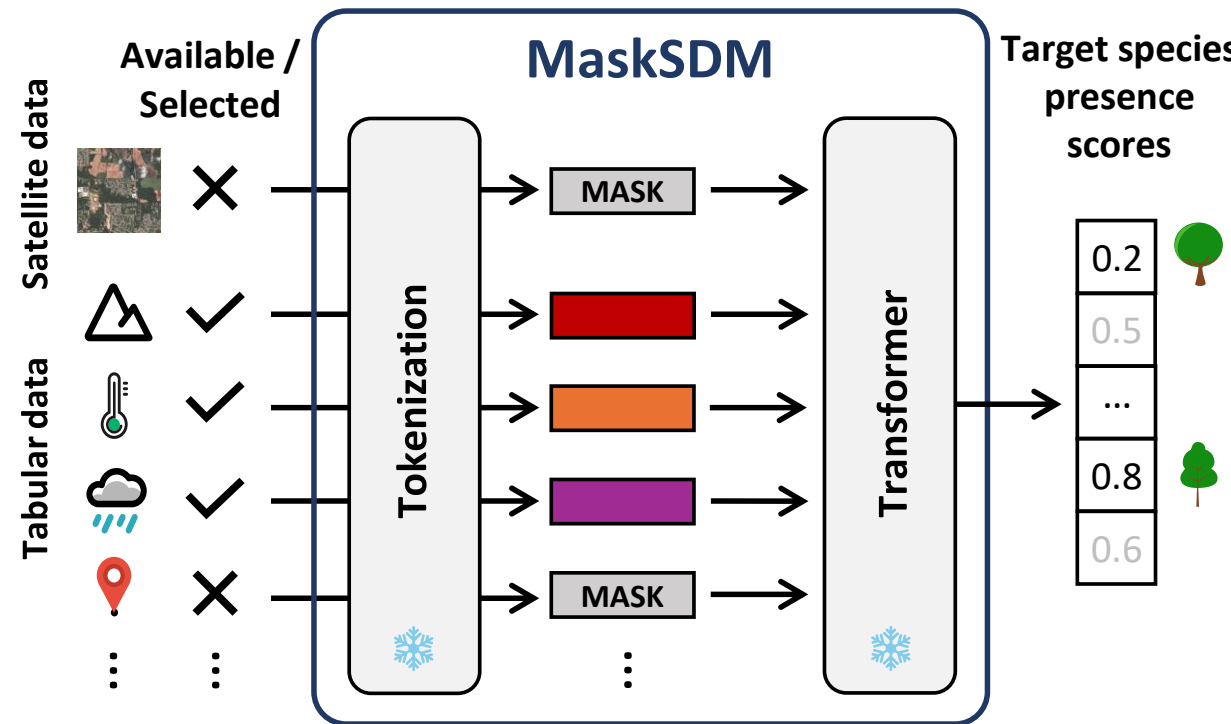 Available /
Selected
MaskSDM
Target species
presence
scores
Satellite data
Tabular data
Tokenization
MASK
MASK
Transformer
0.2
0.5
...
0.8
0.6